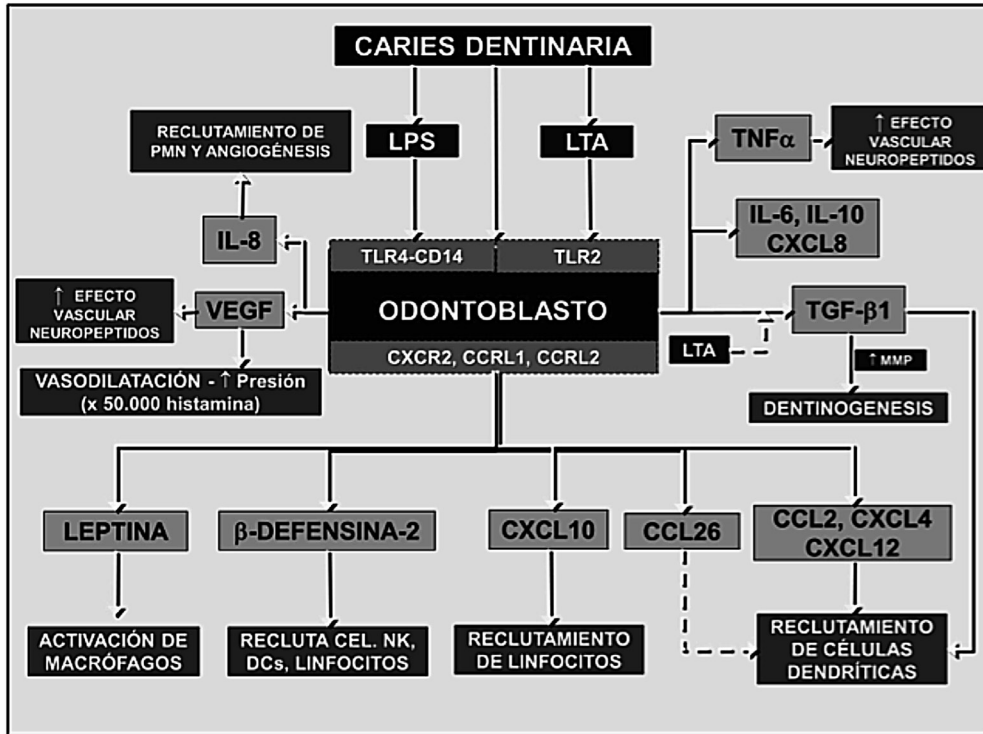 CARIES DENTINARIA
RECLUTAMIENTO DE
PMN Y ANGIOGÉNESIS
LPS
LTA
TNFα
↑ EFECTO
VASCULAR
NEUROPEPTIDOS
IL-8
IL-6, IL-10
CXCL8
TLR4-CD14
TLR2
↑ EFECTO
VASCULAR
NEUROPEPTIDOS
VEGF
ODONTOBLASTO
TGF-β1
LTA
↑ MMP
CXCR2, CCRL1, CCRL2
VASODILATACIÓN - ↑ Presión
(x 50.000 histamina)
DENTINOGENESIS
LEPTINA
β-DEFENSINA-2
CXCL10
CCL26
CCL2, CXCL4
CXCL12
ACTIVACIÓN DE
MACRÓFAGOS
RECLUTA CEL. NK,
DCs, LINFOCITOS
RECLUTAMIENTO
DE LINFOCITOS
RECLUTAMIENTO
DE CÉLULAS
DENDRÍTICAS